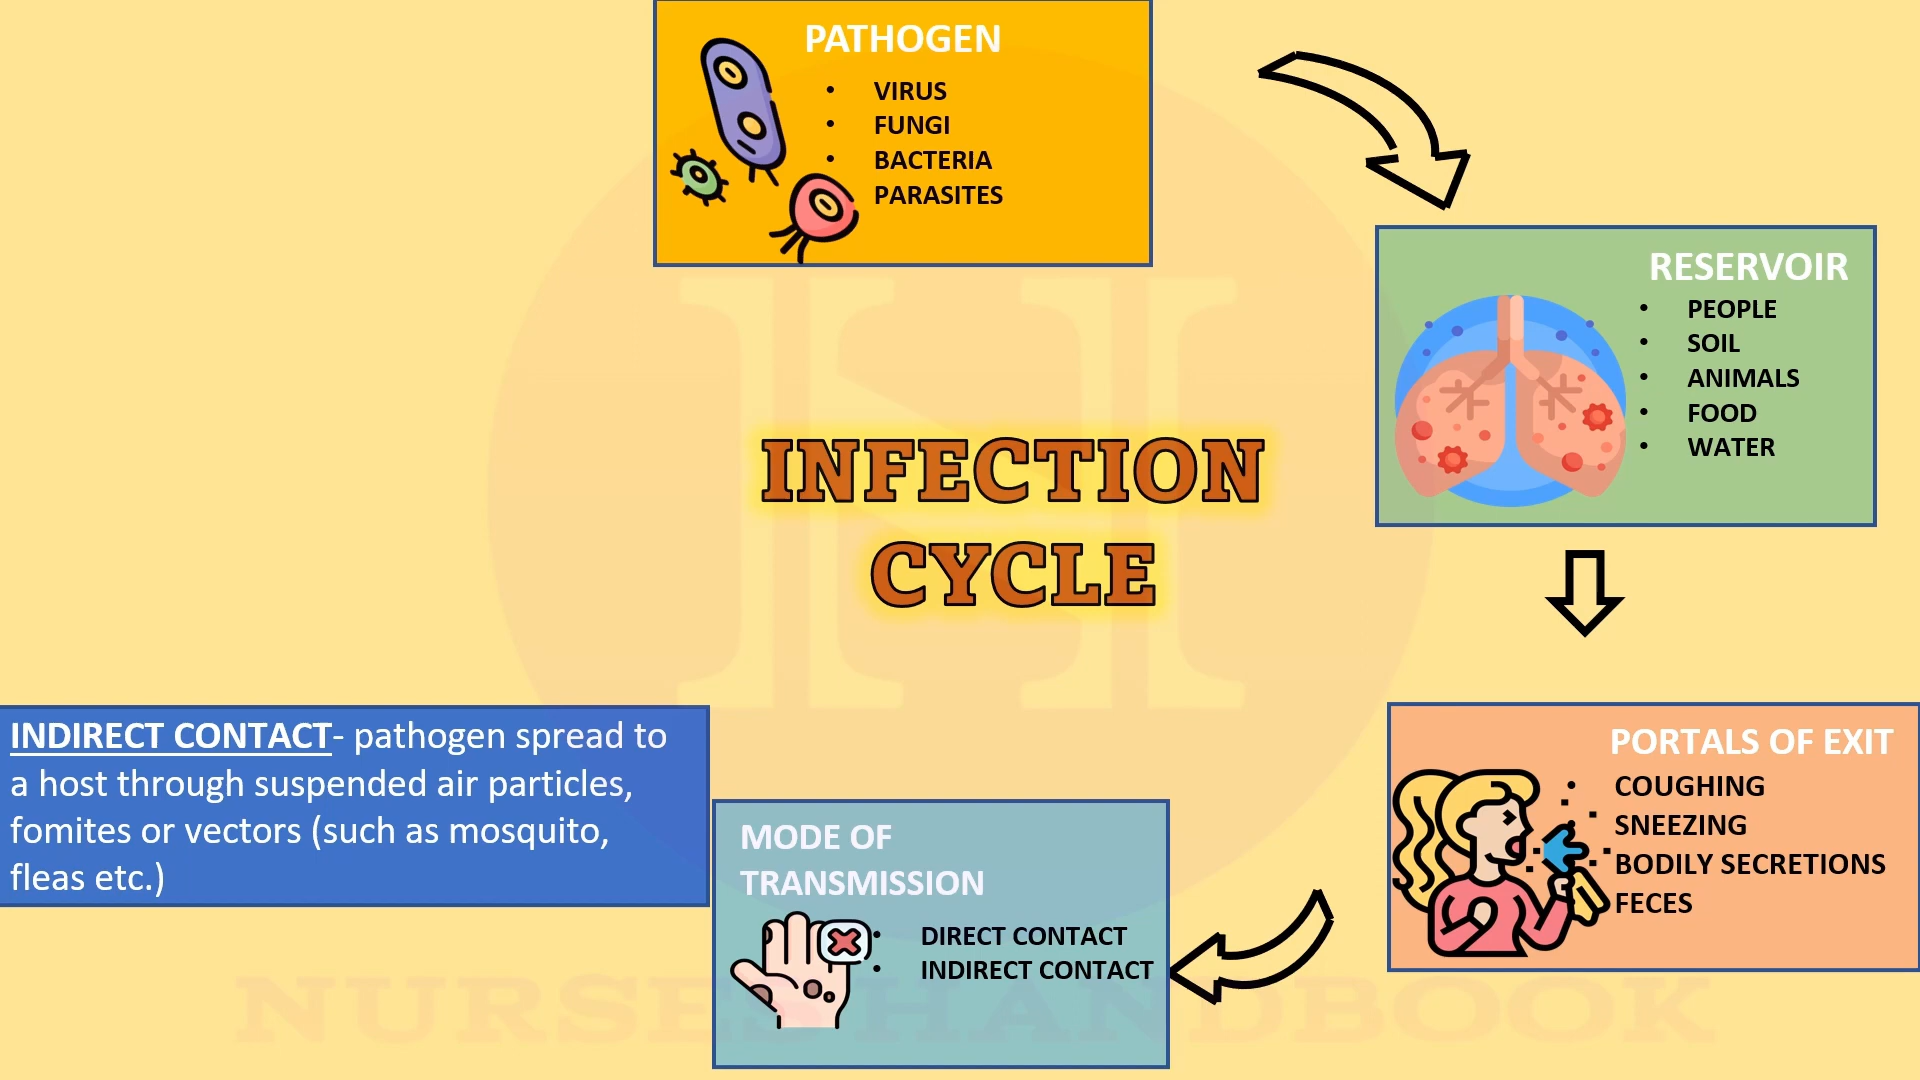 PATHOGEN
• VIRUS
• FUNGI
• BACTERIA
PARASITES
RESERVOIR
• PEOPLE
• SOIL
• ANIMALS
• FOOD
• WATER
INFECTION
CYCLE
PORTALS OF EXIT
• COUGHING
SNEEZING
BODILY SECRETIONS
FECES
MODE OF
TRANSMISSION
• DIRECT CONTACT
• INDIRECT CONTACT
INDIRECT CONTACT- pathogen spread to
a host through suspended air particles,
fomites or vectors (such as mosquito,
fleas etc.)
H
NURSES HANDBOOK